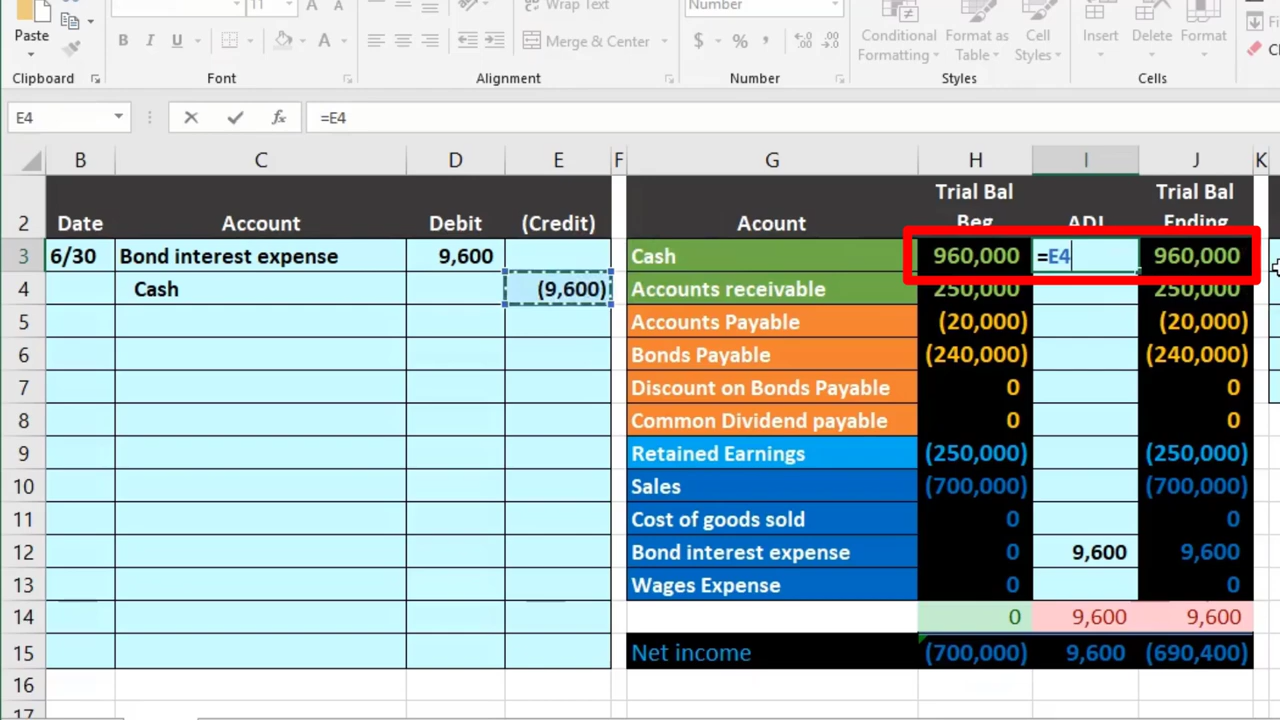 11 A A
Wrap Text
Number
Paste
B I U A
Merge & Center
$ % , .00
Conditional Formatting
Format as Table
Cell Styles
Insert Delete Format
Clipboard Font Alignment Number Styles Cells
E4 fx =E4
B C D E F G H I J K
2 Date Account Debit (Credit) Acount Trial Bal Beg ADJ Trial Bal Ending
3 6/30 Bond interest expense 9,600 Cash 960,000 =E4 960,000
4 Cash (9,600) Accounts receivable 250,000 250,000
5 Accounts Payable (20,000) (20,000)
6 Bonds Payable (240,000) (240,000)
7 Discount on Bonds Payable 0 0
8 Common Dividend payable 0 0
9 Retained Earnings (250,000) (250,000)
10 Sales (700,000) (700,000)
11 Cost of goods sold 0 0
12 Bond interest expense 0 9,600 9,600
13 Wages Expense 0 0
14 0 9,600 9,600
15 Net income (700,000) 9,600 (690,400)
16
17